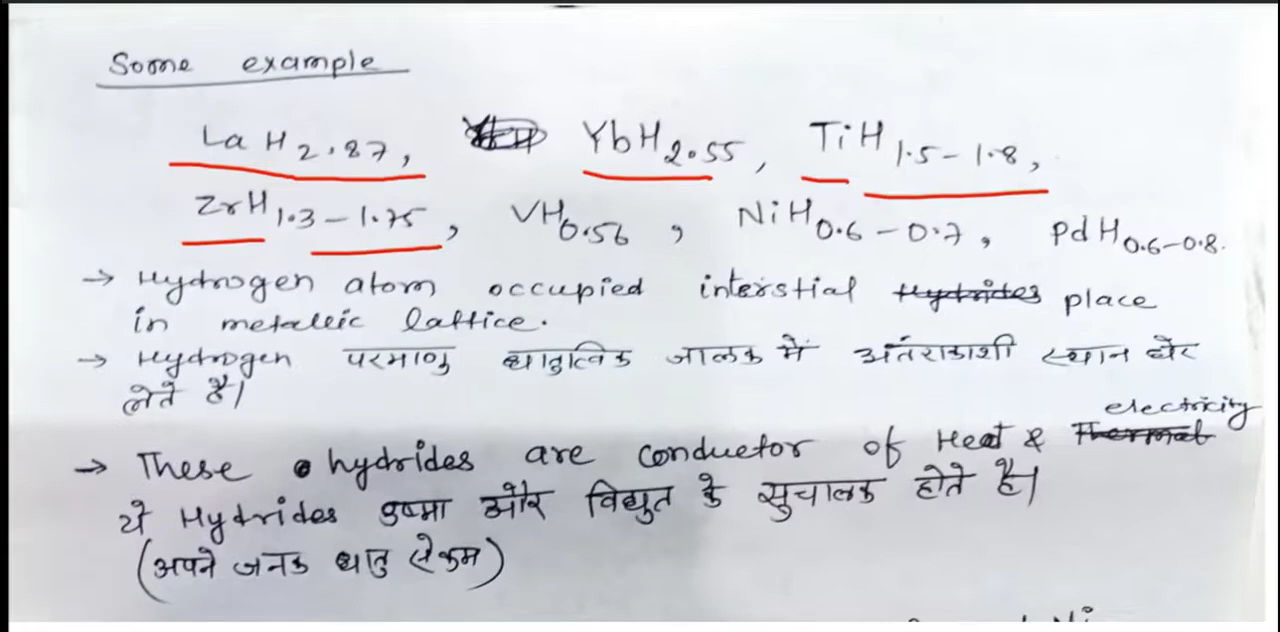 Some example
LaH2.87, YbH2.55, TiH1.5-1.8,
ZrH1.3-1.75, VH0.56, NiH0.6-0.7, PdH0.6-0.8.
→ Hydrogen atom occupied interstial Hydrides place
in metallic lattice.
→ Hydrogen परमाणु धात्विक जालक में अंतराकाशी स्थान घेर
लेते है।
electricity
→ These hydrides are conductor of Heat & Thermal
ये Hydrides ऊष्मा और विद्युत के सुचालक होते है।
(अपने जनक धातु से कम)